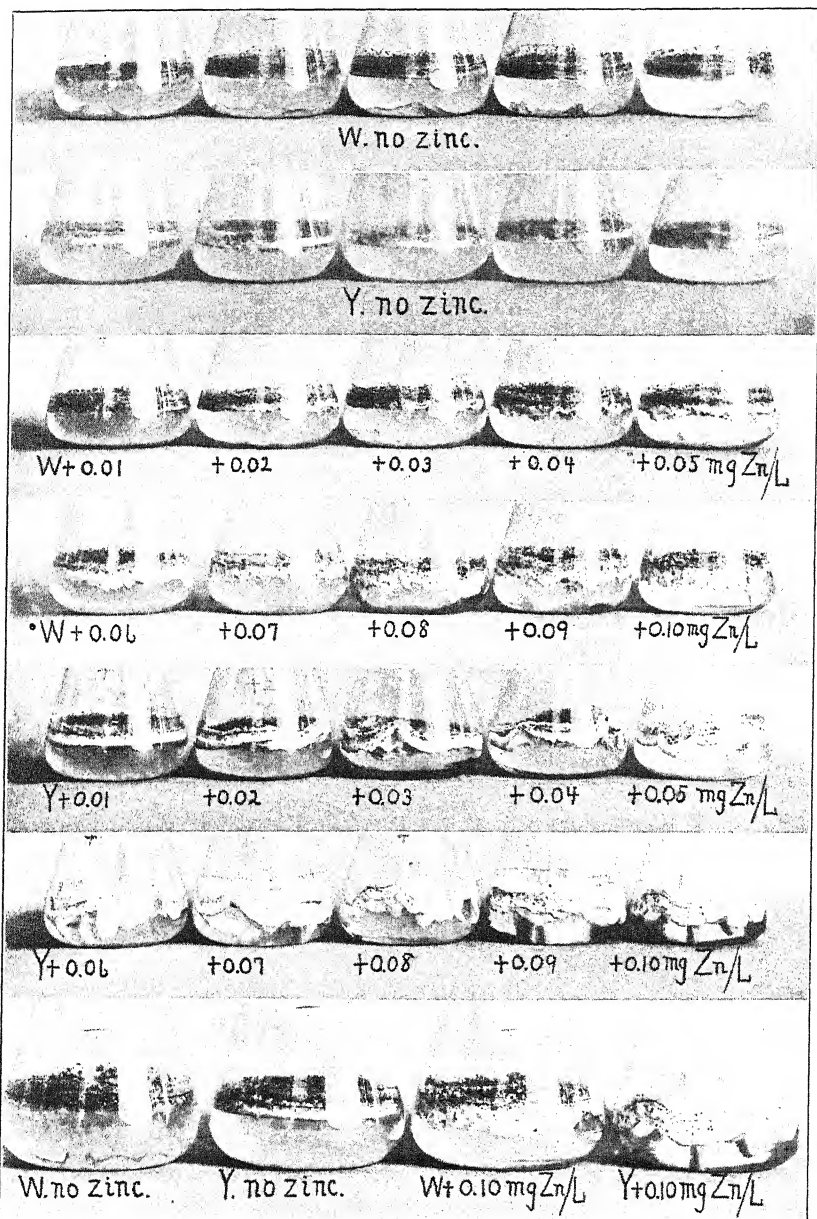 W. no zinc.
Y. no zinc.
W+0.01 +0.02 +0.03 +0.04 +0.05 mg Zn/L
W+0.06 +0.07 +0.08 +0.09 +0.10 mg Zn/L
Y+0.01 +0.02 +0.03 +0.04 +0.05 mg Zn/L
Y+0.06 +0.07 +0.08 +0.09 +0.10 mg Zn/L
W. no zinc. Y. no zinc. W+0.10 mg Zn/L Y+0.10 mg Zn/L